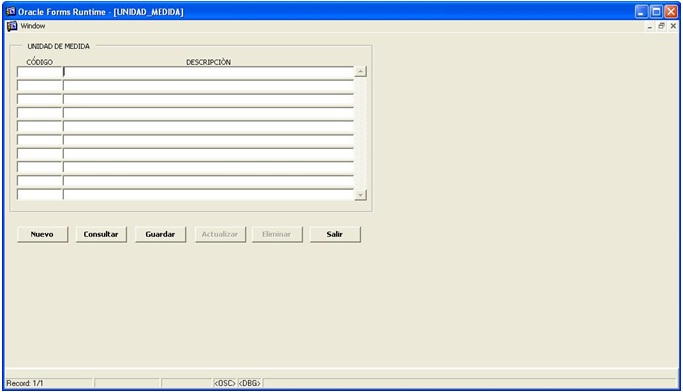 Oracle Forms Runtime - [UNIDAD_MEDIDA]
Window
UNIDAD DE MEDIDA
CÓDIGO DESCRIPCIÒN
Nuevo Consultar Guardar Actualizar Eliminar Salir
Record: 1/1 <OSC> <DBG>